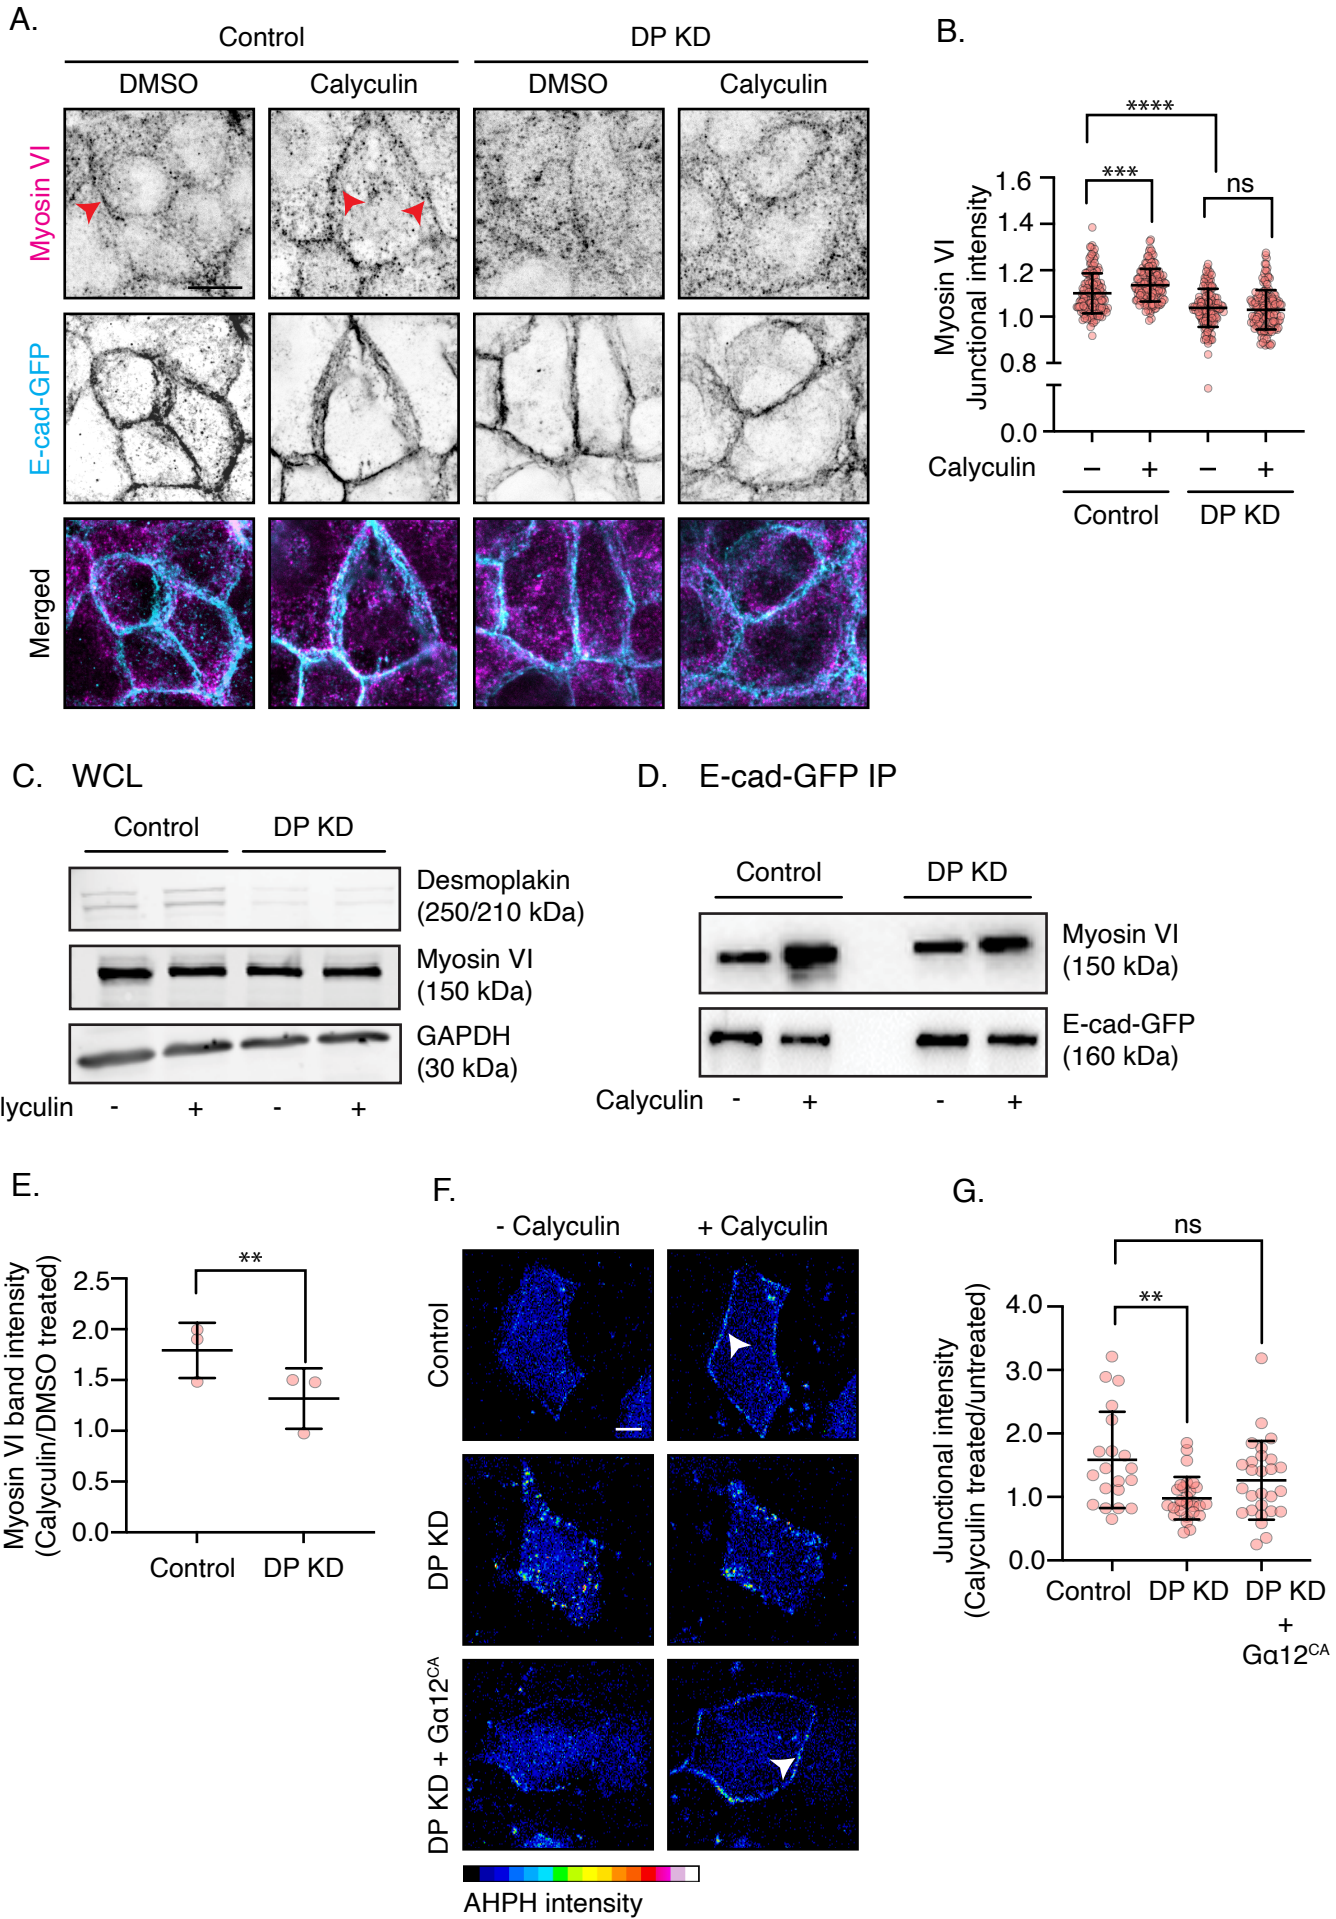 A.
Control DP KD
DMSO Calyculin DMSO Calyculin
Myosin VI
E-cad-GFP
Merged
B.
****
***
ns
Myosin VI
Junctional intensity
1.6
1.4
1.2
1.0
0.8
0.0
Calyculin − + − +
Control DP KD
C. WCL
Control DP KD
Desmoplakin
(250/210 kDa)
Myosin VI
(150 kDa)
GAPDH
(30 kDa)
lyculin - + - +
D. E-cad-GFP IP
Control DP KD
Myosin VI
(150 kDa)
E-cad-GFP
(160 kDa)
Calyculin - + - +
E.
**
Myosin VI band intensity
(Calyculin/DMSO treated)
2.5
2.0
1.5
1.0
0.5
0.0
Control DP KD
F.
- Calyculin + Calyculin
Control
DP KD
DP KD + Gα12CA
AHPH intensity
G.
ns
**
Junctional intensity
(Calyculin treated/untreated)
4.0
3.0
2.0
1.0
0.0
Control DP KD DP KD
+
Gα12CA